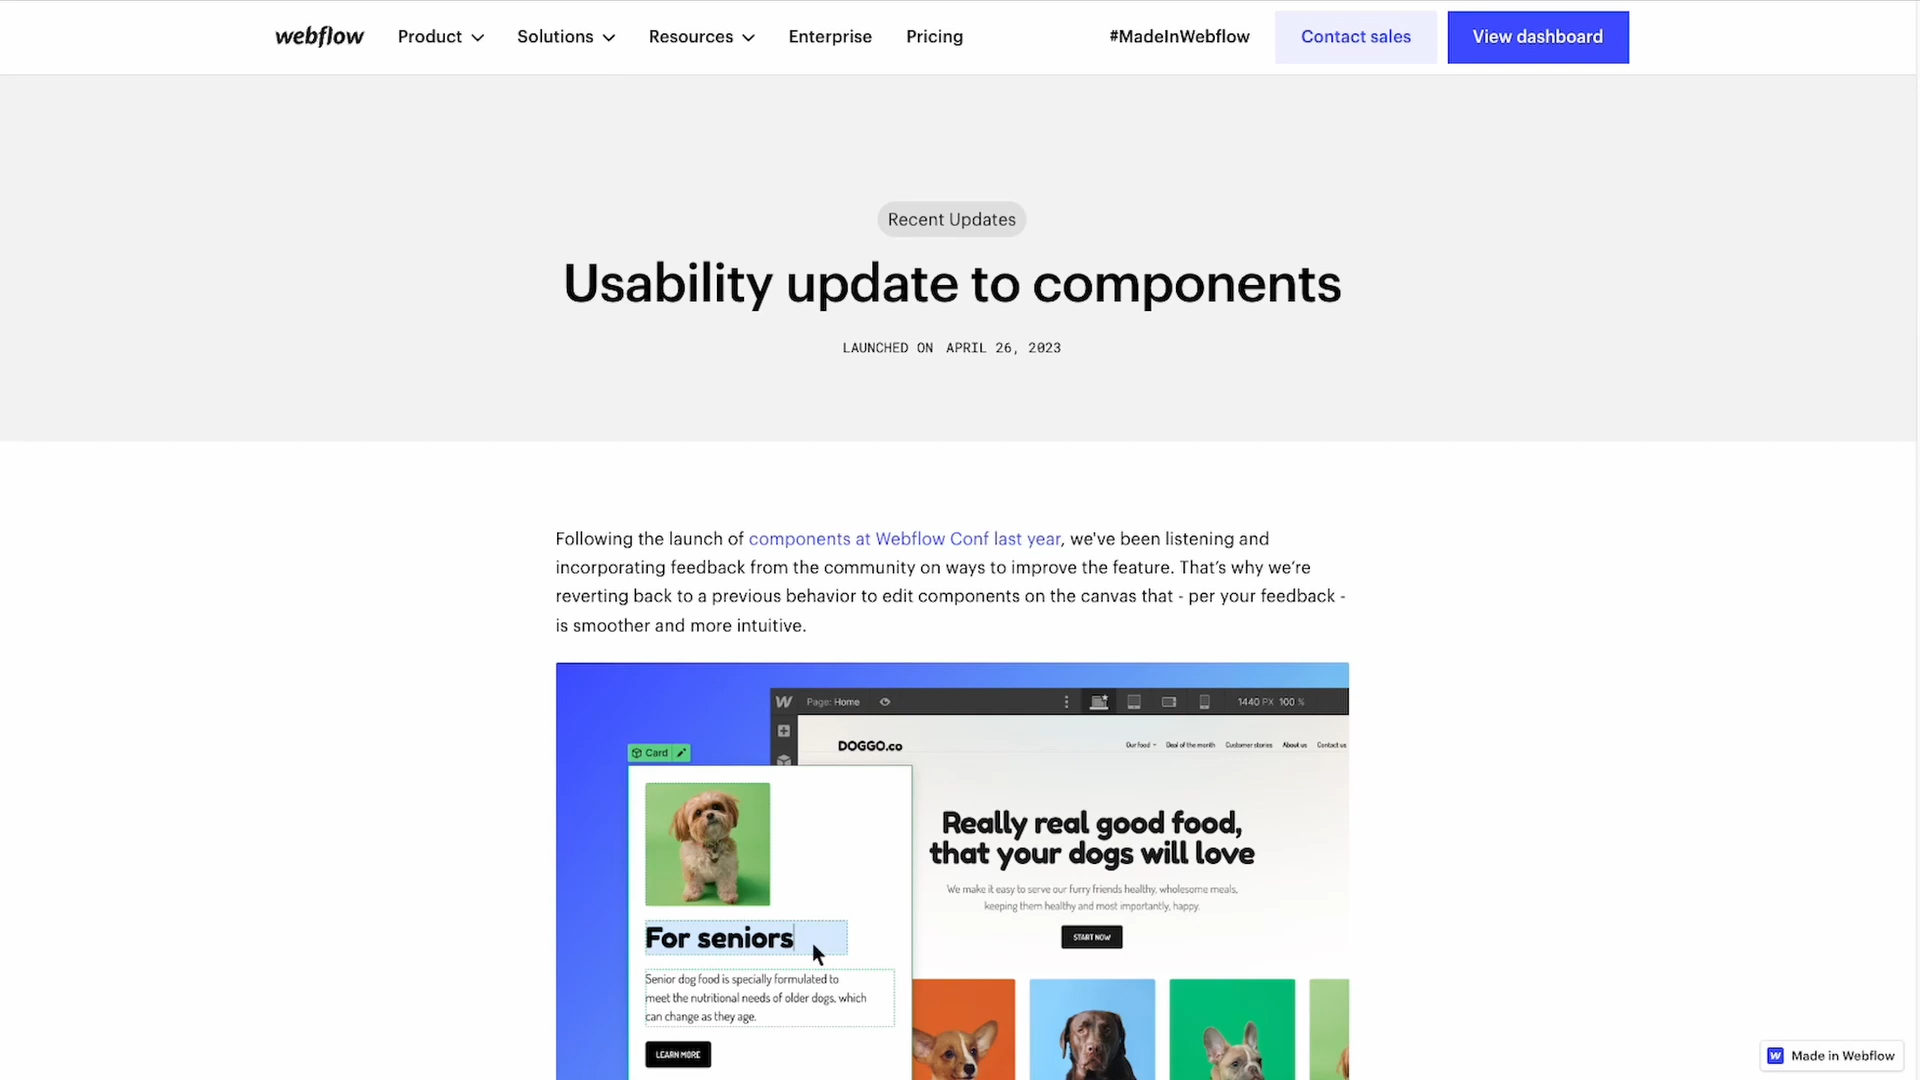 webflow Product Solutions Resources Enterprise Pricing #MadeInWebflow Contact sales View dashboard
Recent Updates
Usability update to components
LAUNCHED ON APRIL 26, 2023
Following the launch of components at Webflow Conf last year, we've been listening and
incorporating feedback from the community on ways to improve the feature. That’s why we’re
reverting back to a previous behavior to edit components on the canvas that - per your feedback -
is smoother and more intuitive.
W Page: Home 1440 PX 100 %
DOGGO.co Our food Deal of the month Customer stories About us Contact us
Card
Really real good food,
that your dogs will love
We make it easy to serve our furry friends healthy, wholesome meals,
keeping them healthy and most importantly, happy.
START NOW
For seniors
Senior dog food is specially formulated to
meet the nutritional needs of older dogs, which
can change as they age.
LEARN MORE
W Made in Webflow